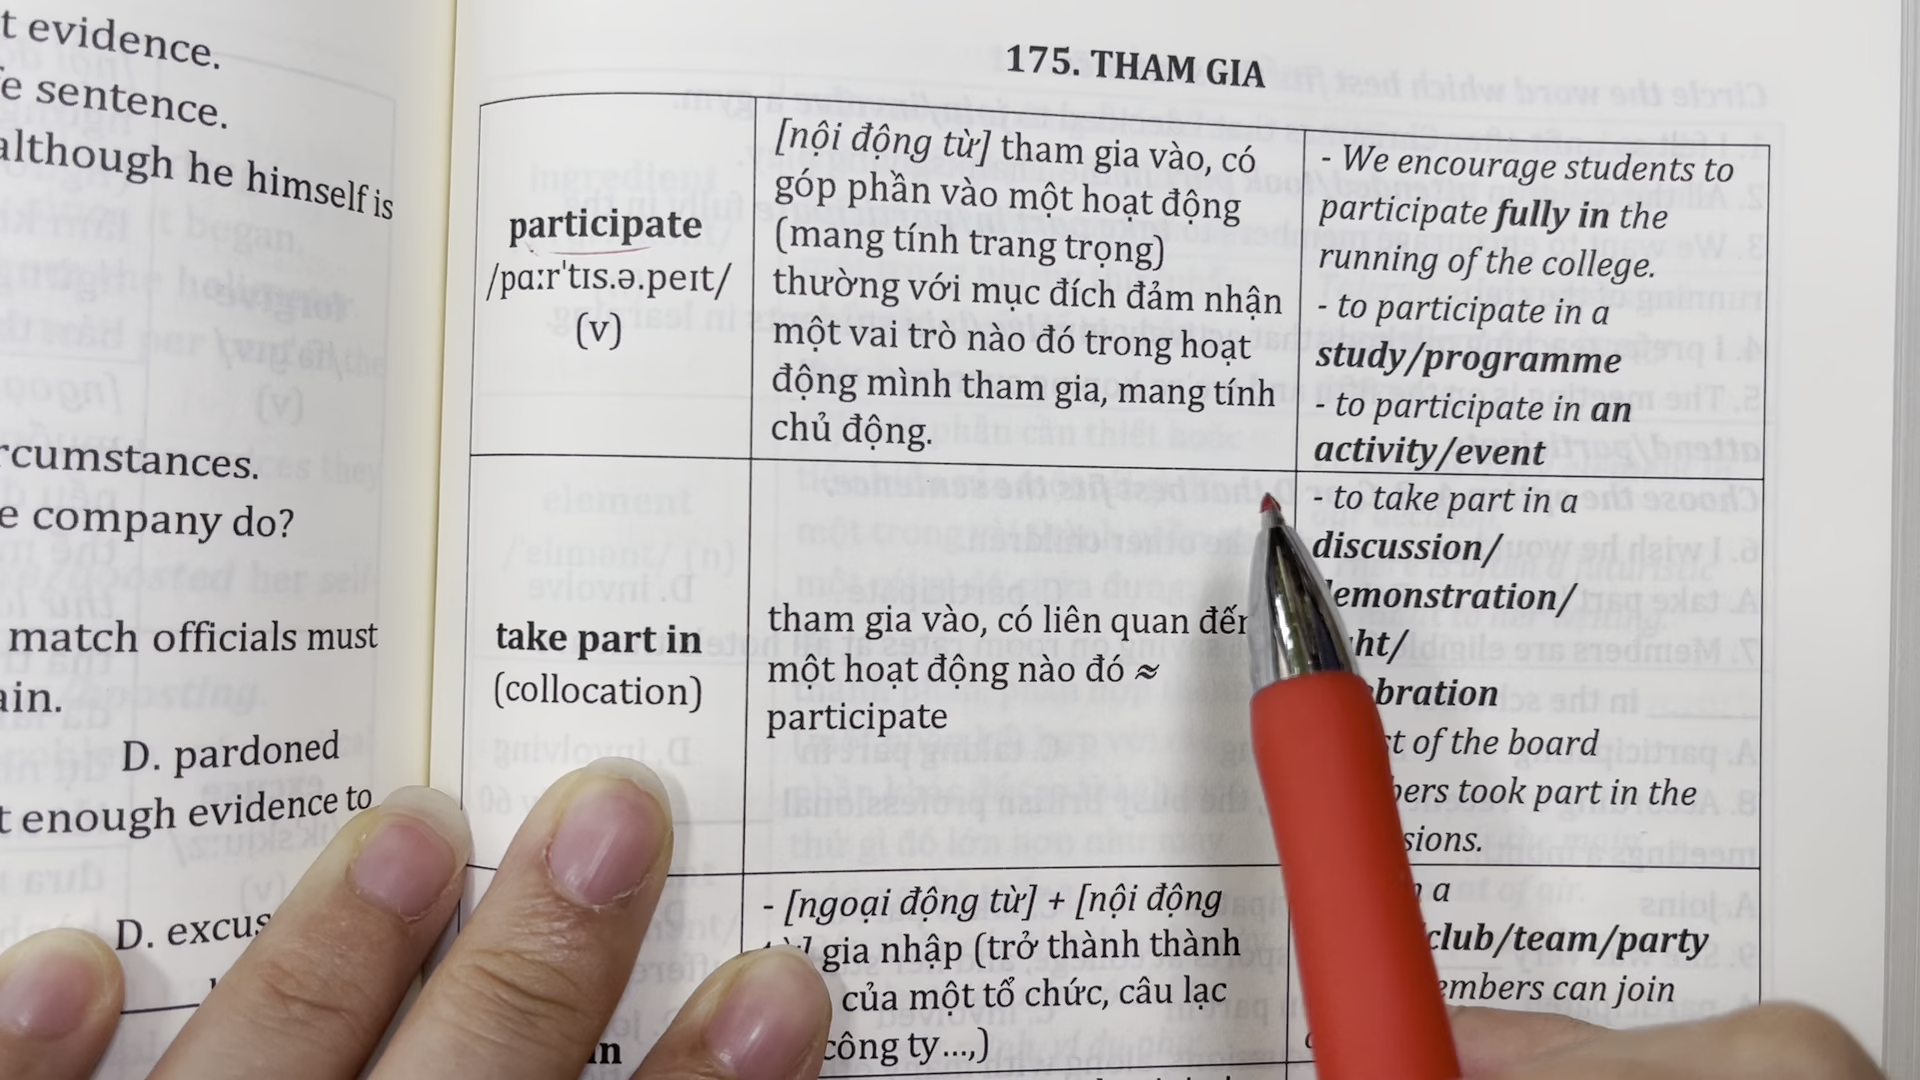 t evidence.
e sentence.
although he himself is
rcumstances.
e company do?
match officials must
ain.
D. pardoned
t enough evidence to
D. excus
175. THAM GIA
participate
/pɑːrˈtɪs.ə.peɪt/
(v)
[nội động từ] tham gia vào, có
góp phần vào một hoạt động
(mang tính trang trọng)
thường với mục đích đảm nhận
một vai trò nào đó trong hoạt
động mình tham gia, mang tính
chủ động.
- We encourage students to
participate fully in the
running of the college.
- to participate in a
study/programme
- to participate in an
activity/event
take part in
(collocation)
tham gia vào, có liên quan đến
một hoạt động nào đó ≈
participate
- to take part in a
discussion/
demonstration/
ht/
bration
st of the board
bers took part in the
sions.
in
- [ngoại động từ] + [nội động
gia nhập (trở thành thành
của một tổ chức, câu lạc
công ty...,)
a
club/team/party
embers can join